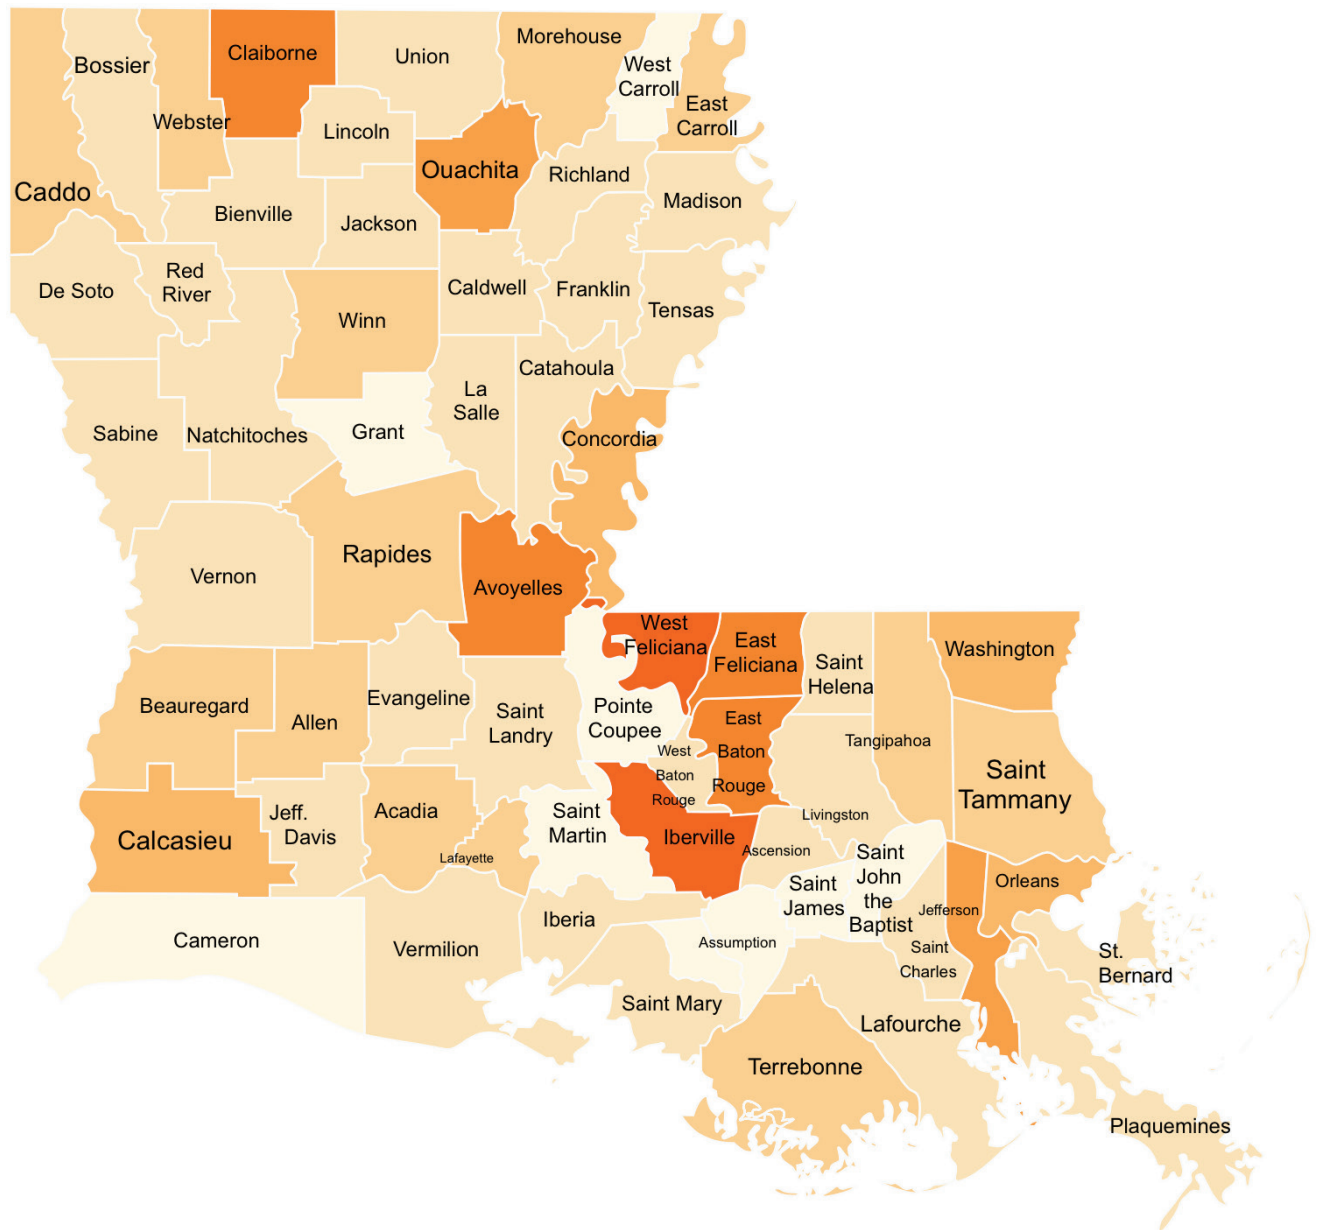 Bossier
Claiborne
Union
Morehouse
West
Carroll
East
Carroll
Webster
Lincoln
Ouachita
Richland
Madison
Caddo
Bienville
Jackson
De Soto
Red
River
Caldwell
Franklin
Tensas
Winn
Catahoula
La
Salle
Sabine
Natchitoches
Grant
Concordia
Rapides
Vernon
Avoyelles
West
Feliciana
East
Feliciana
Saint
Helena
Washington
Beauregard
Allen
Evangeline
Saint
Landry
Pointe
Coupee
East
Baton
Rouge
West
Baton
Rouge
Tangipahoa
Saint
Tammany
Calcasieu
Jeff.
Davis
Acadia
Lafayette
Saint
Martin
Iberville
Livingston
Ascension
Saint
James
Saint
John
the
Baptist
Orleans
Jefferson
Cameron
Vermilion
Iberia
Assumption
Saint
Charles
St.
Bernard
Saint Mary
Lafourche
Terrebonne
Plaquemines